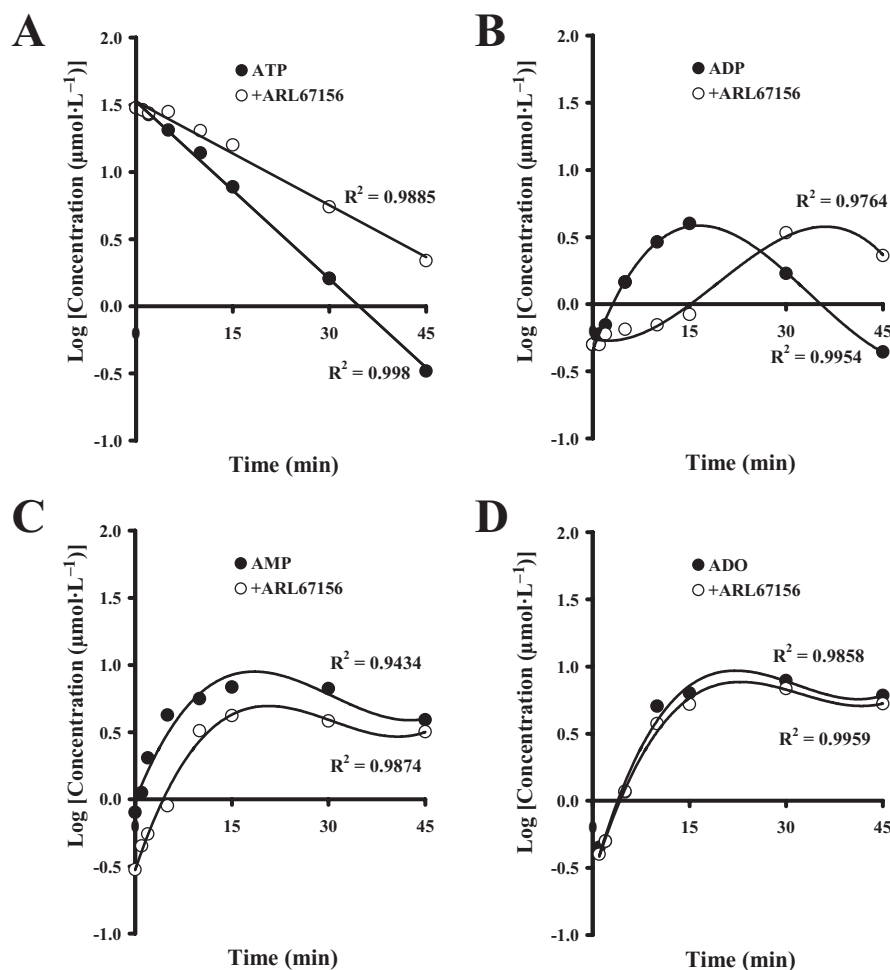 A
B
Log [Concentration (µmol·L⁻¹)]
2.0
1.5
1.0
0.5
0.0
-0.5
-1.0
ATP
+ARL67156
R² = 0.9885
R² = 0.998
0
15
30
45
Time (min)
Log [Concentration (µmol·L⁻¹)]
2.0
1.5
1.0
0.5
0.0
-0.5
-1.0
ADP
+ARL67156
R² = 0.9764
R² = 0.9954
0
15
30
45
Time (min)
C
D
Log [Concentration (µmol·L⁻¹)]
2.0
1.5
1.0
0.5
0.0
-0.5
-1.0
AMP
+ARL67156
R² = 0.9434
R² = 0.9874
0
15
30
45
Time (min)
Log [Concentration (µmol·L⁻¹)]
2.0
1.5
1.0
0.5
0.0
-0.5
-1.0
ADO
+ARL67156
R² = 0.9858
R² = 0.9959
0
15
30
45
Time (min)